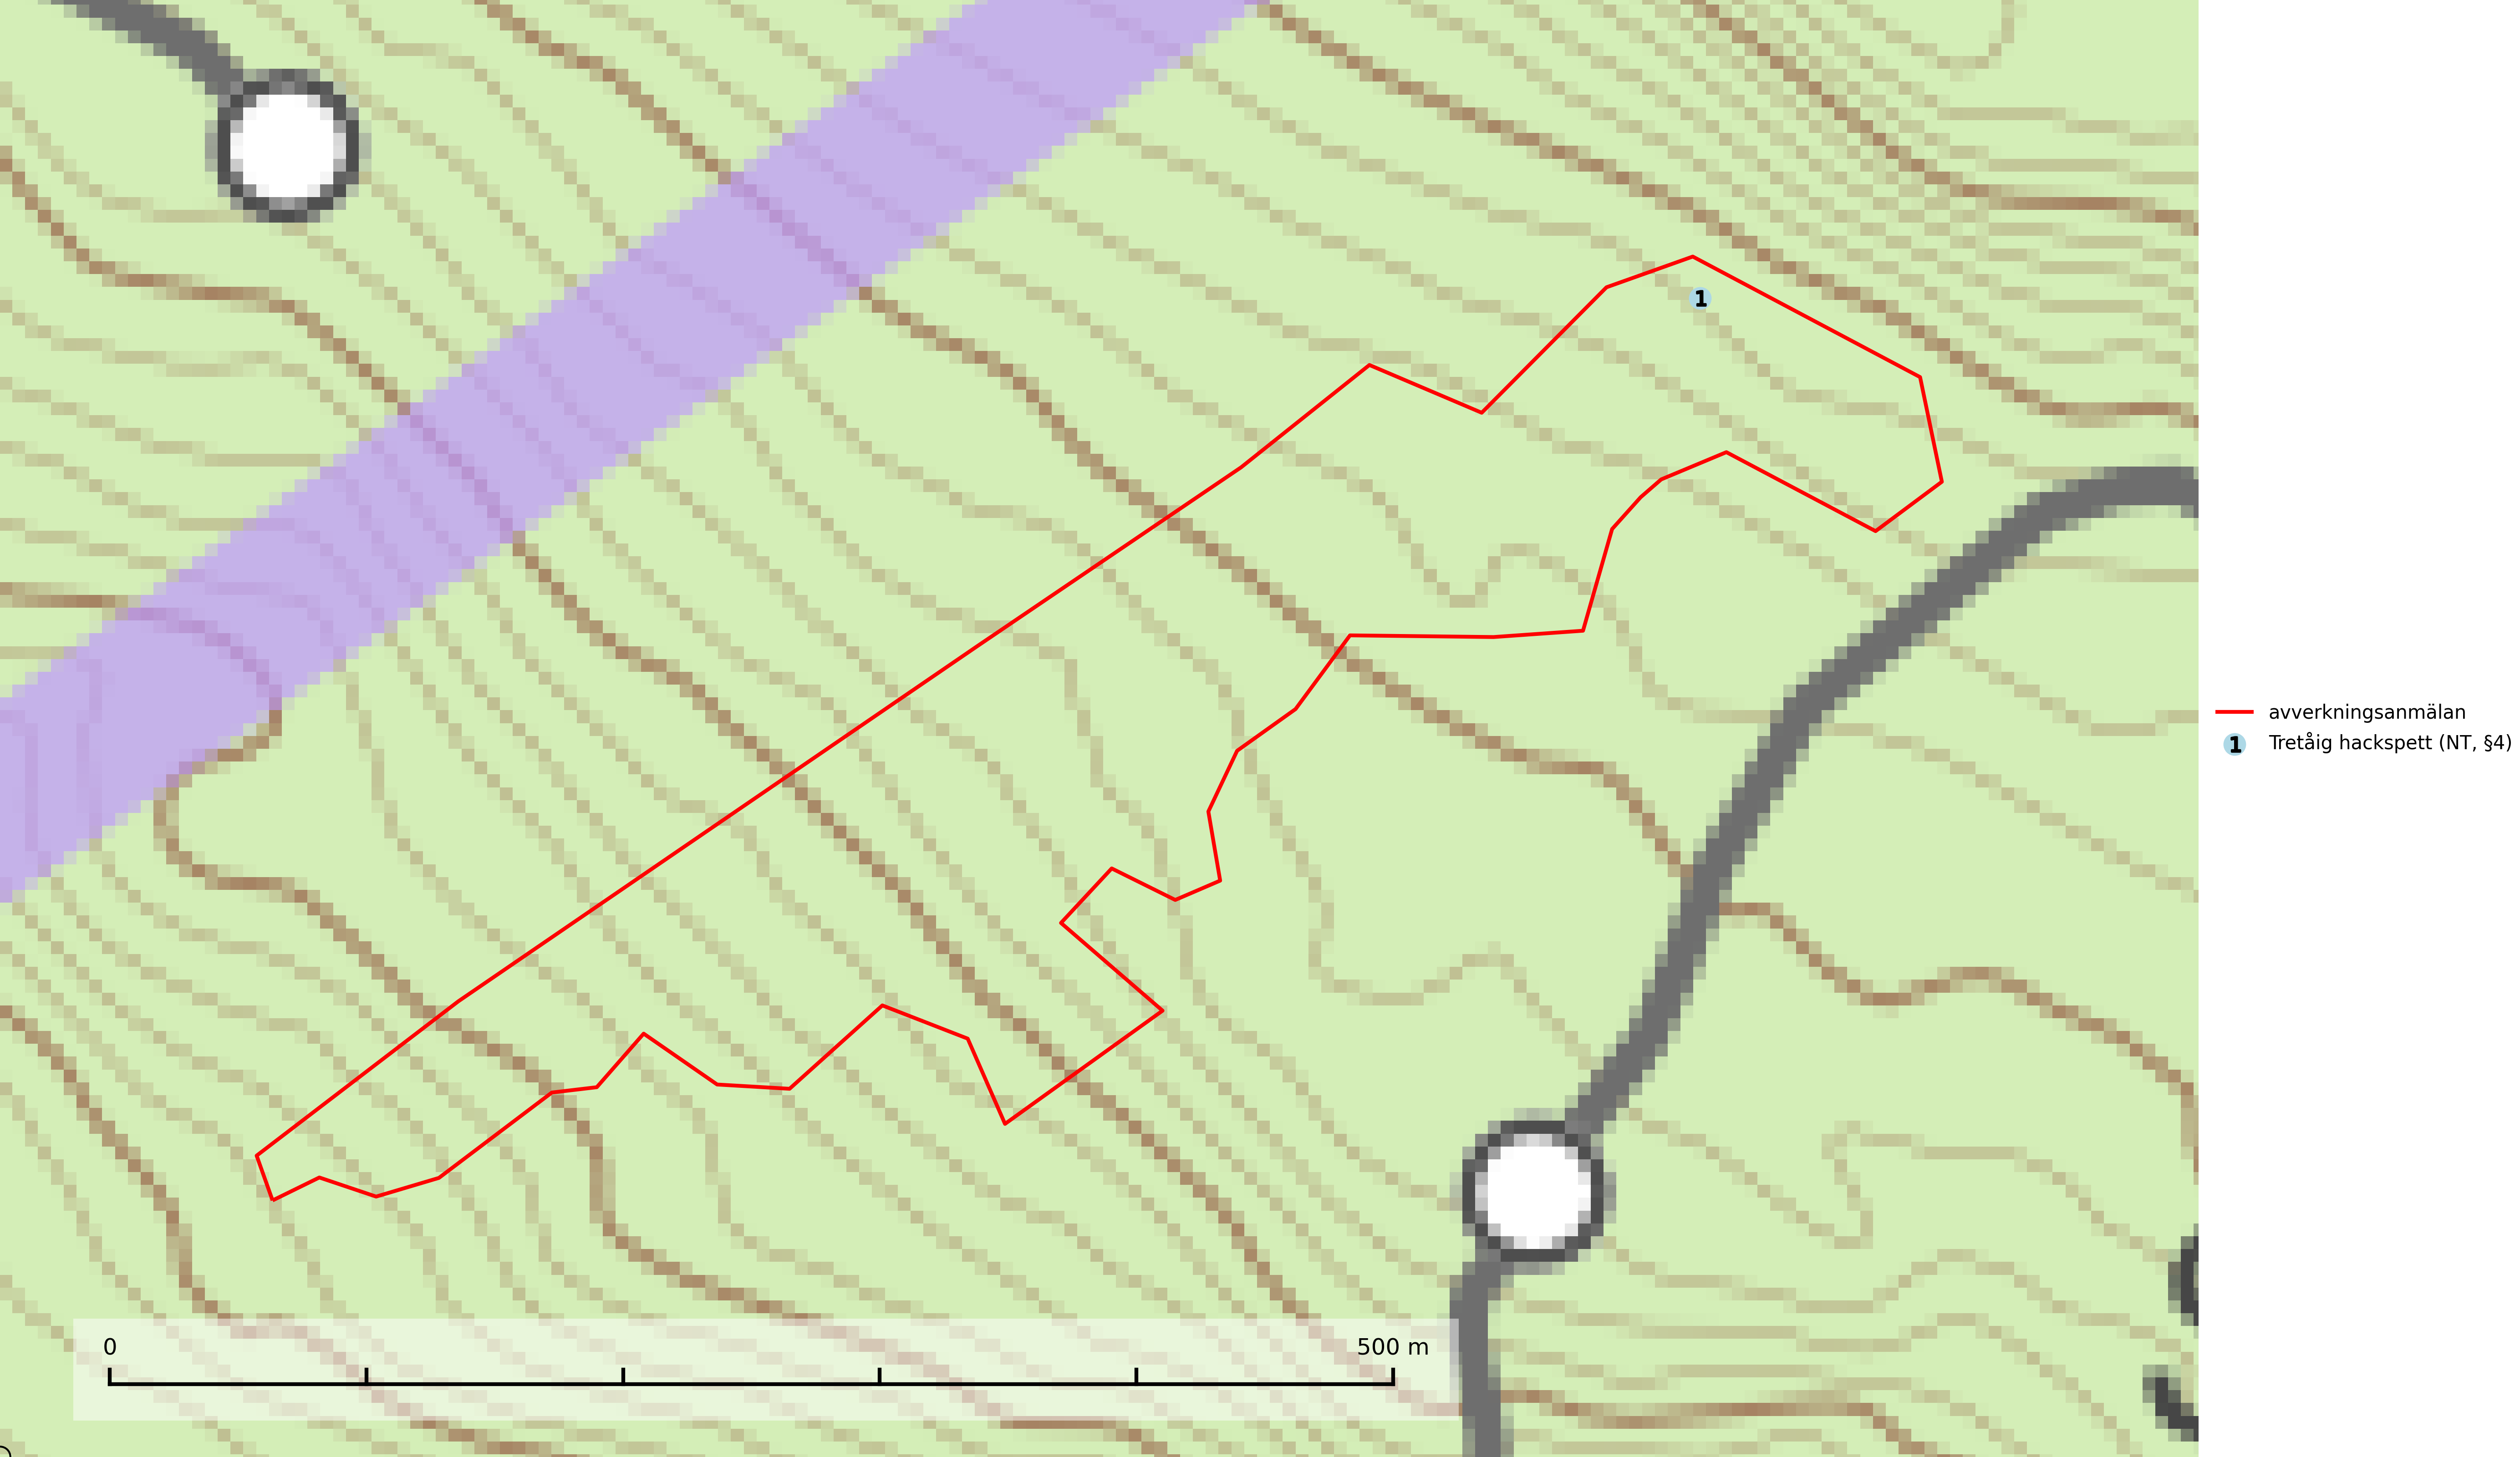 1
avverkningsanmälan
1 Tretåig hackspett (NT, §4)
0 500 m